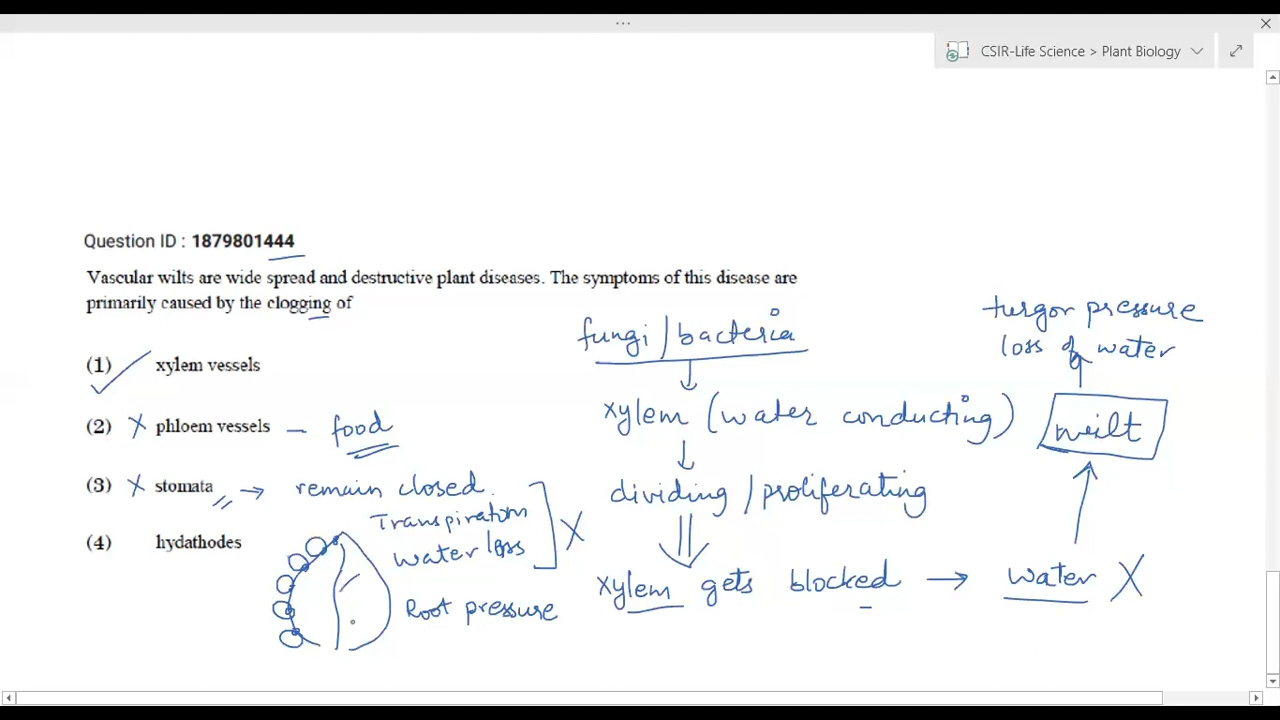 CSIR-Life Science > Plant Biology
Question ID : 1879801444
Vascular wilts are wide spread and destructive plant diseases. The symptoms of this disease are
primarily caused by the clogging of
(1) xylem vessels
(2) X phloem vessels – food
(3) X stomata → remain closed
Transpiration
water loss
X
(4) hydathodes
Root pressure
fungi / bacteria
xylem (water conducting)
dividing / proliferating
xylem gets blocked → water X
wilt
turgor pressure
loss of water